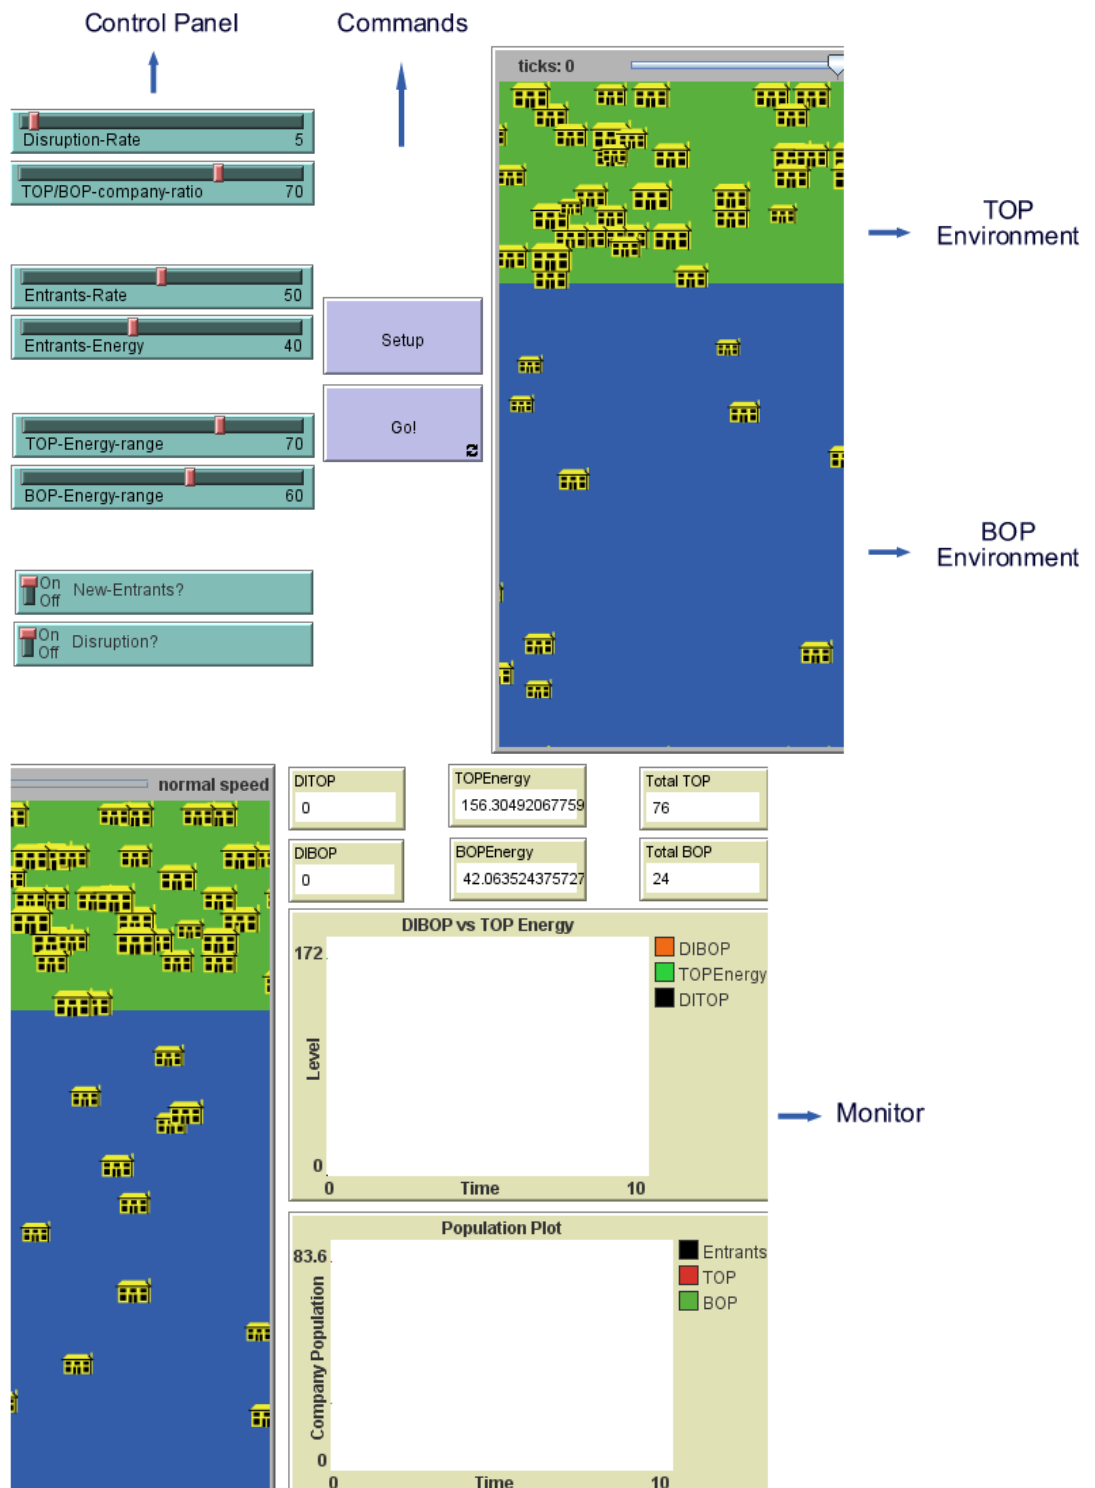 Control Panel
Commands
ticks: 0
Disruption-Rate 5
TOP/BOP-company-ratio 70
TOP
Environment
Entrants-Rate 50
Entrants-Energy 40
Setup
Go!
TOP-Energy-range 70
BOP-Energy-range 60
BOP
Environment
On
Off
New-Entrants?
On
Off
Disruption?
normal speed
DITOP
0
TOPEnergy
156.30492067759
Total TOP
76
DIBOP
0
BOPEnergy
42.063524375727
Total BOP
24
DIBOP vs TOP Energy
172
Level
0
0
Time
10
DIBOP
TOPEnergy
DITOP
Monitor
Population Plot
83.6
Company Population
0
0
Time
10
Entrants
TOP
BOP